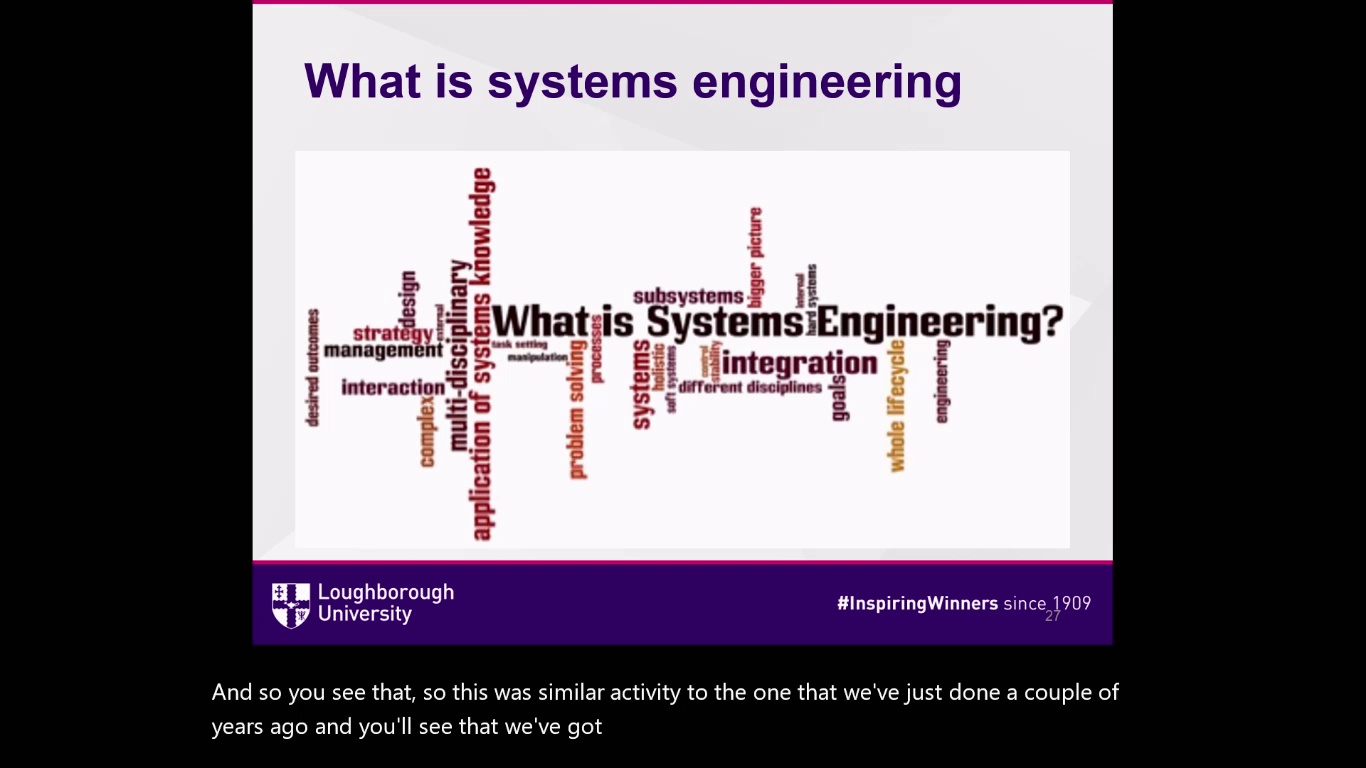 What is systems engineering
application of systems knowledge
bigger picture
design
multi-disciplinary
internal
hard systems
subsystems
external
What is Systems Engineering?
desired outcomes
strategy
management
task setting
manipulation
processes
problem solving
systems
holistic
soft systems
control
stability
integration
different disciplines
goals
whole lifecycle
engineering
interaction
complex
Loughborough
University
#InspiringWinners since 1909
27
And so you see that, so this was similar activity to the one that we've just done a couple of
years ago and you'll see that we've got